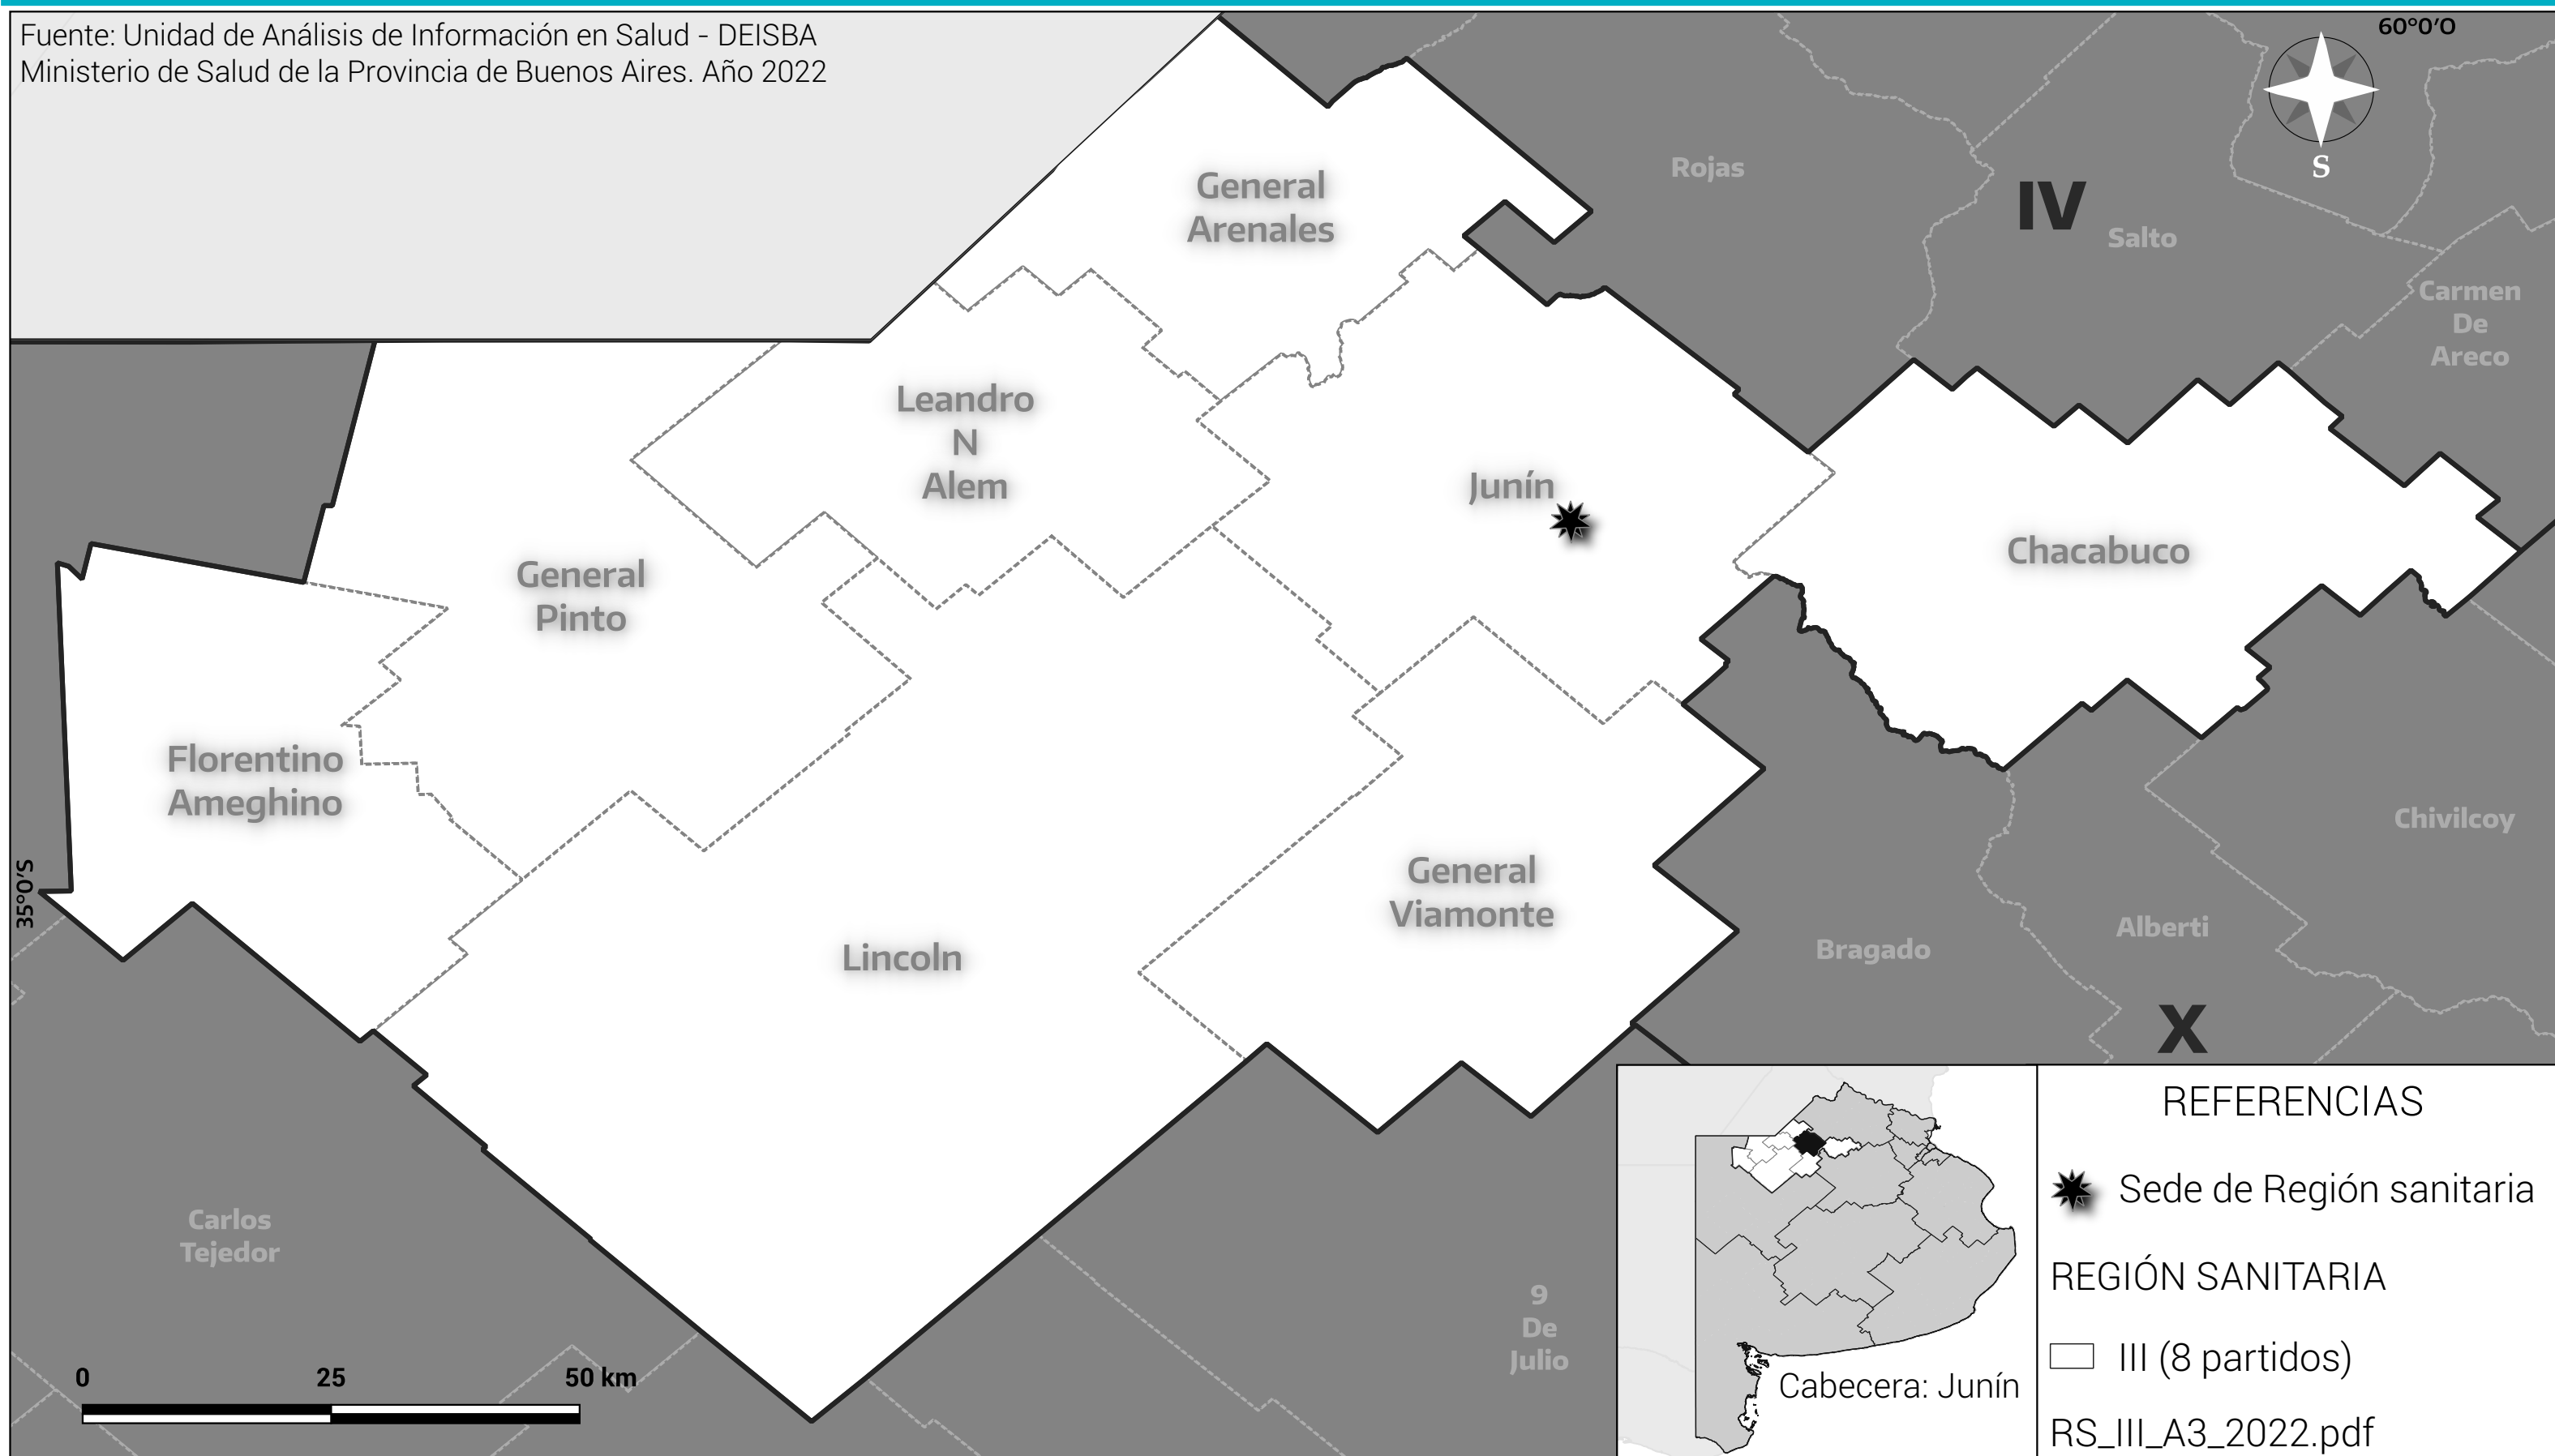 Fuente: Unidad de Análisis de Información en Salud - DEISBA
Ministerio de Salud de la Provincia de Buenos Aires. Año 2022
60°0'O
S
General
Arenales
Rojas
IV
Salto
Carmen
De
Areco
Leandro
N
Alem
Junín
Chacabuco
General
Pinto
Florentino
Ameghino
35°0'S
Lincoln
General
Viamonte
Bragado
Alberti
Chivilcoy
X
Carlos
Tejedor
9
De
Julio
0 25 50 km
Cabecera: Junín
REFERENCIAS
Sede de Región sanitaria
REGIÓN SANITARIA
III (8 partidos)
RS_III_A3_2022.pdf